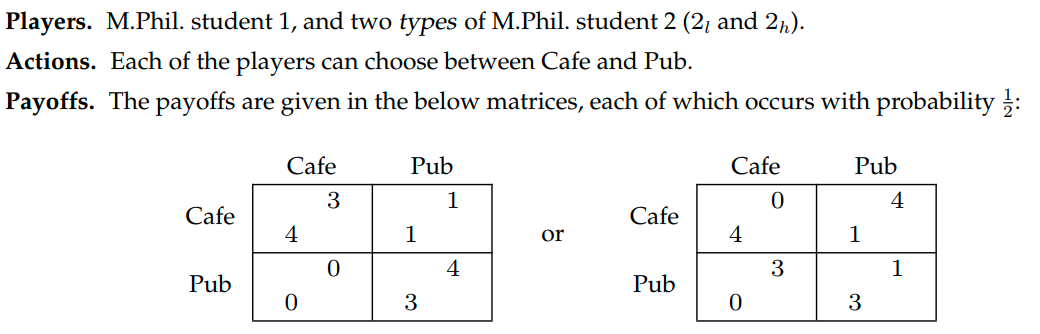 Players. M.Phil. student 1, and two types of M.Phil. student 2 (2l and 2h).
Actions. Each of the players can choose between Cafe and Pub.
Payoffs. The payoffs are given in the below matrices, each of which occurs with probability 1/2:
Cafe Pub Cafe Pub
3 1 0 4
Cafe Cafe
4 1 or 4 1
0 4 3 1
Pub Pub
0 3 0 3